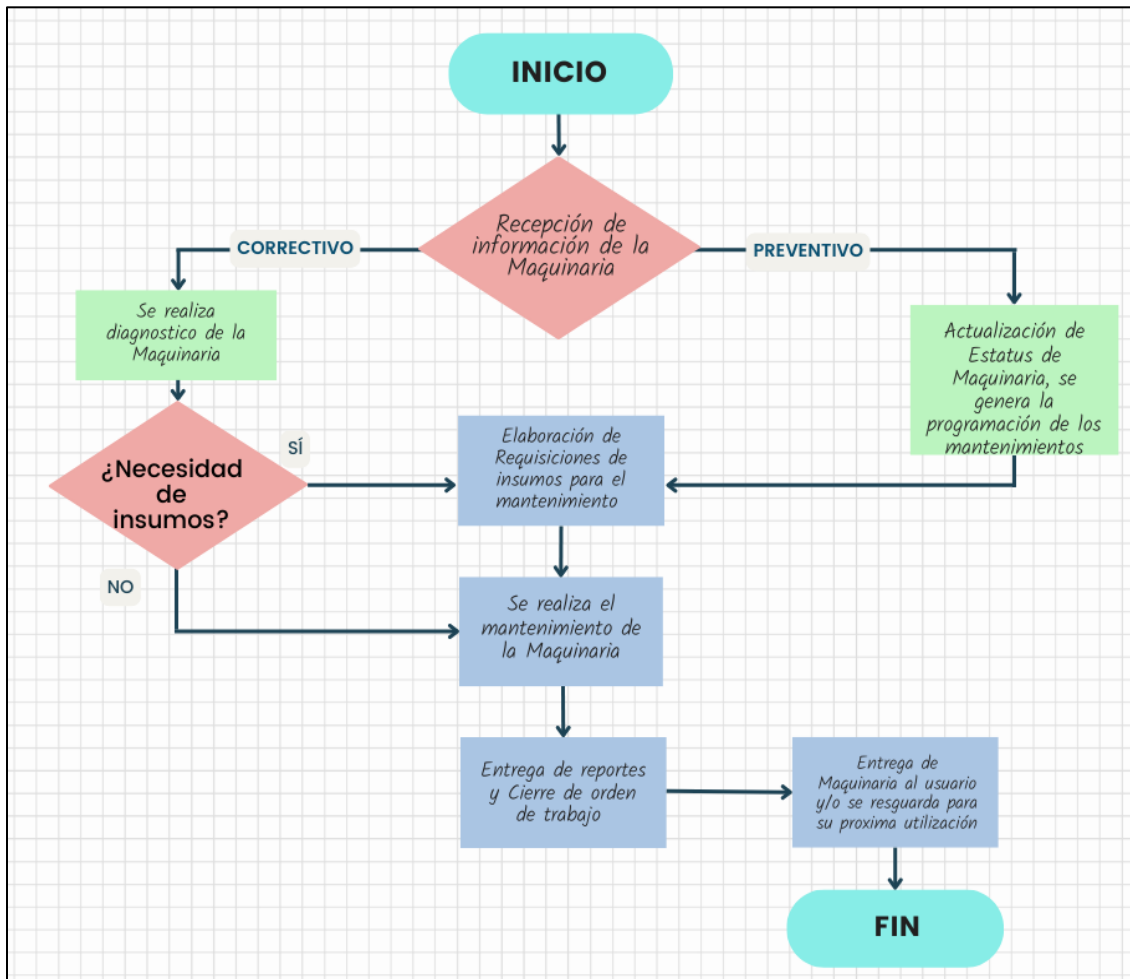 INICIO
Recepción de
información de la
Maquinaria
CORRECTIVO
PREVENTIVO
Se realiza
diagnostico de la
Maquinaria
Actualización de
Estatus de
Maquinaria, se
genera la
programación de los
mantenimientos
¿Necesidad
de
insumos?
SÍ
NO
Elaboración de
Requisiciones de
insumos para el
mantenimiento
Se realiza el
mantenimiento de
la Maquinaria
Entrega de reportes
y Cierre de orden
de trabajo
Entrega de
Maquinaria al usuario
y/o se resguarda para
su proxima utilización
FIN